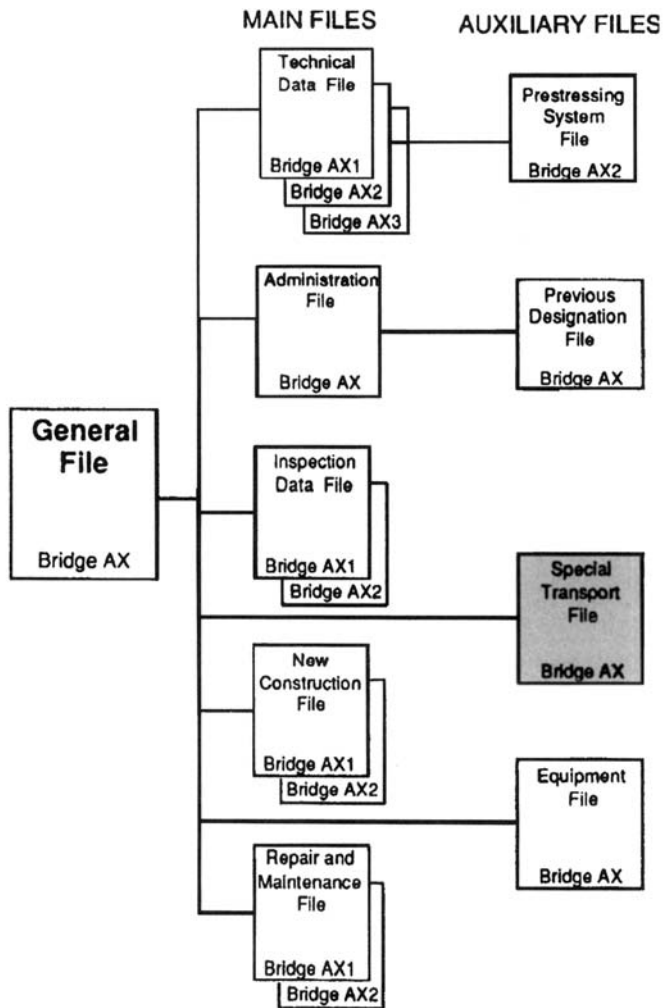 MAIN FILES
AUXILIARY FILES
Technical
Data File
Bridge AX1
Bridge AX2
Bridge AX3
Prestressing
System
File
Bridge AX2
Administration
File
Bridge AX
Previous
Designation
File
Bridge AX
General
File
Bridge AX
Inspection
Data File
Bridge AX1
Bridge AX2
Special
Transport
File
Bridge AX
New
Construction
File
Bridge AX1
Bridge AX2
Equipment
File
Bridge AX
Repair and
Maintenance
File
Bridge AX1
Bridge AX2